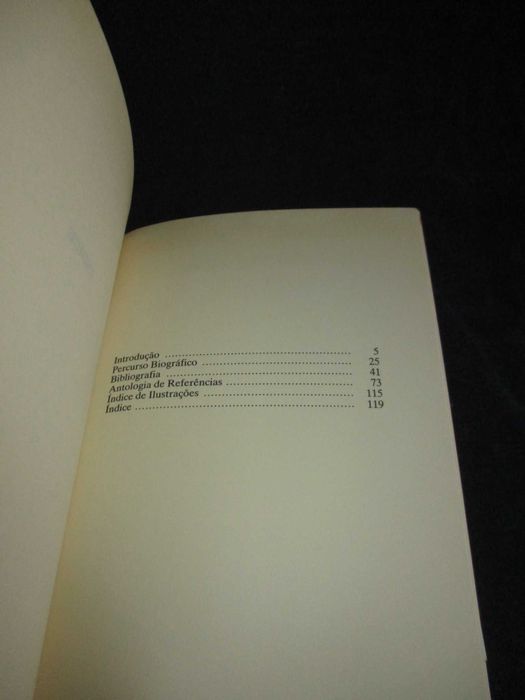 Introdução ........................................................ 5
Percurso Biográfico .............................................. 25
Bibliografia ........................................................ 41
Antologia de Referências ....................................... 73
Índice de Ilustrações ............................................. 115
Índice ................................................................ 119